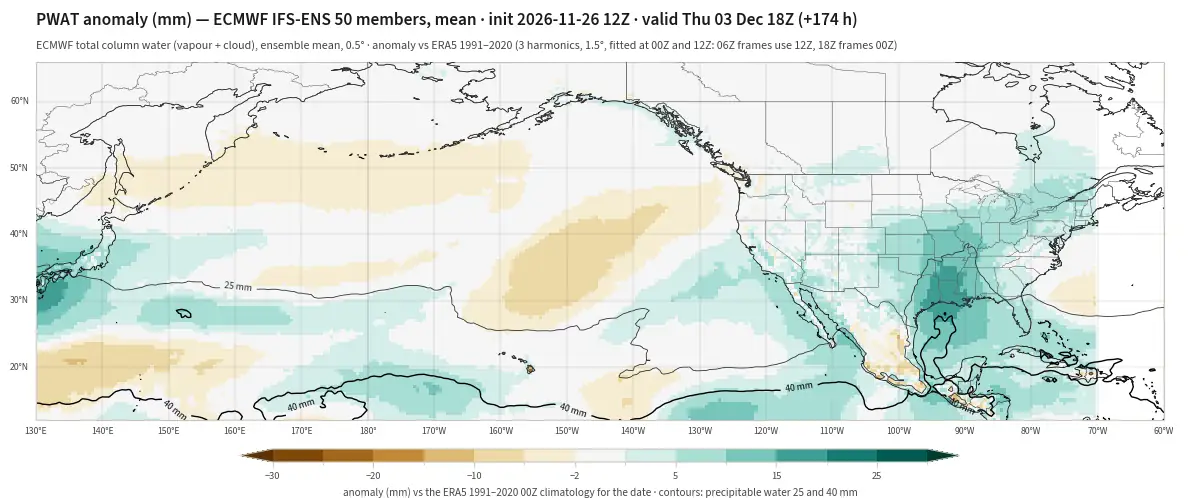 PWAT anomaly (mm) — ECMWF IFS-ENS 50 members, mean · init 2026-11-26 12Z · valid Thu 03 Dec 18Z (+174 h)
ECMWF total column water (vapour + cloud), ensemble mean, 0.5° · anomaly vs ERA5 1991–2020 (3 harmonics, 1.5°, fitted at 00Z and 12Z: 06Z frames use 12Z, 18Z frames 00Z)
60°N
50°N
40°N
30°N
20°N
25 mm
40 mm
40 mm
40 mm
40 mm
130°E 140°E 150°E 160°E 170°E 180° 170°W 160°W 150°W 140°W 130°W 120°W 110°W 100°W 90°W 80°W 70°W 60°W
−30 −20 −10 −2 5 15 25
anomaly (mm) vs the ERA5 1991–2020 00Z climatology for the date · contours: precipitable water 25 and 40 mm